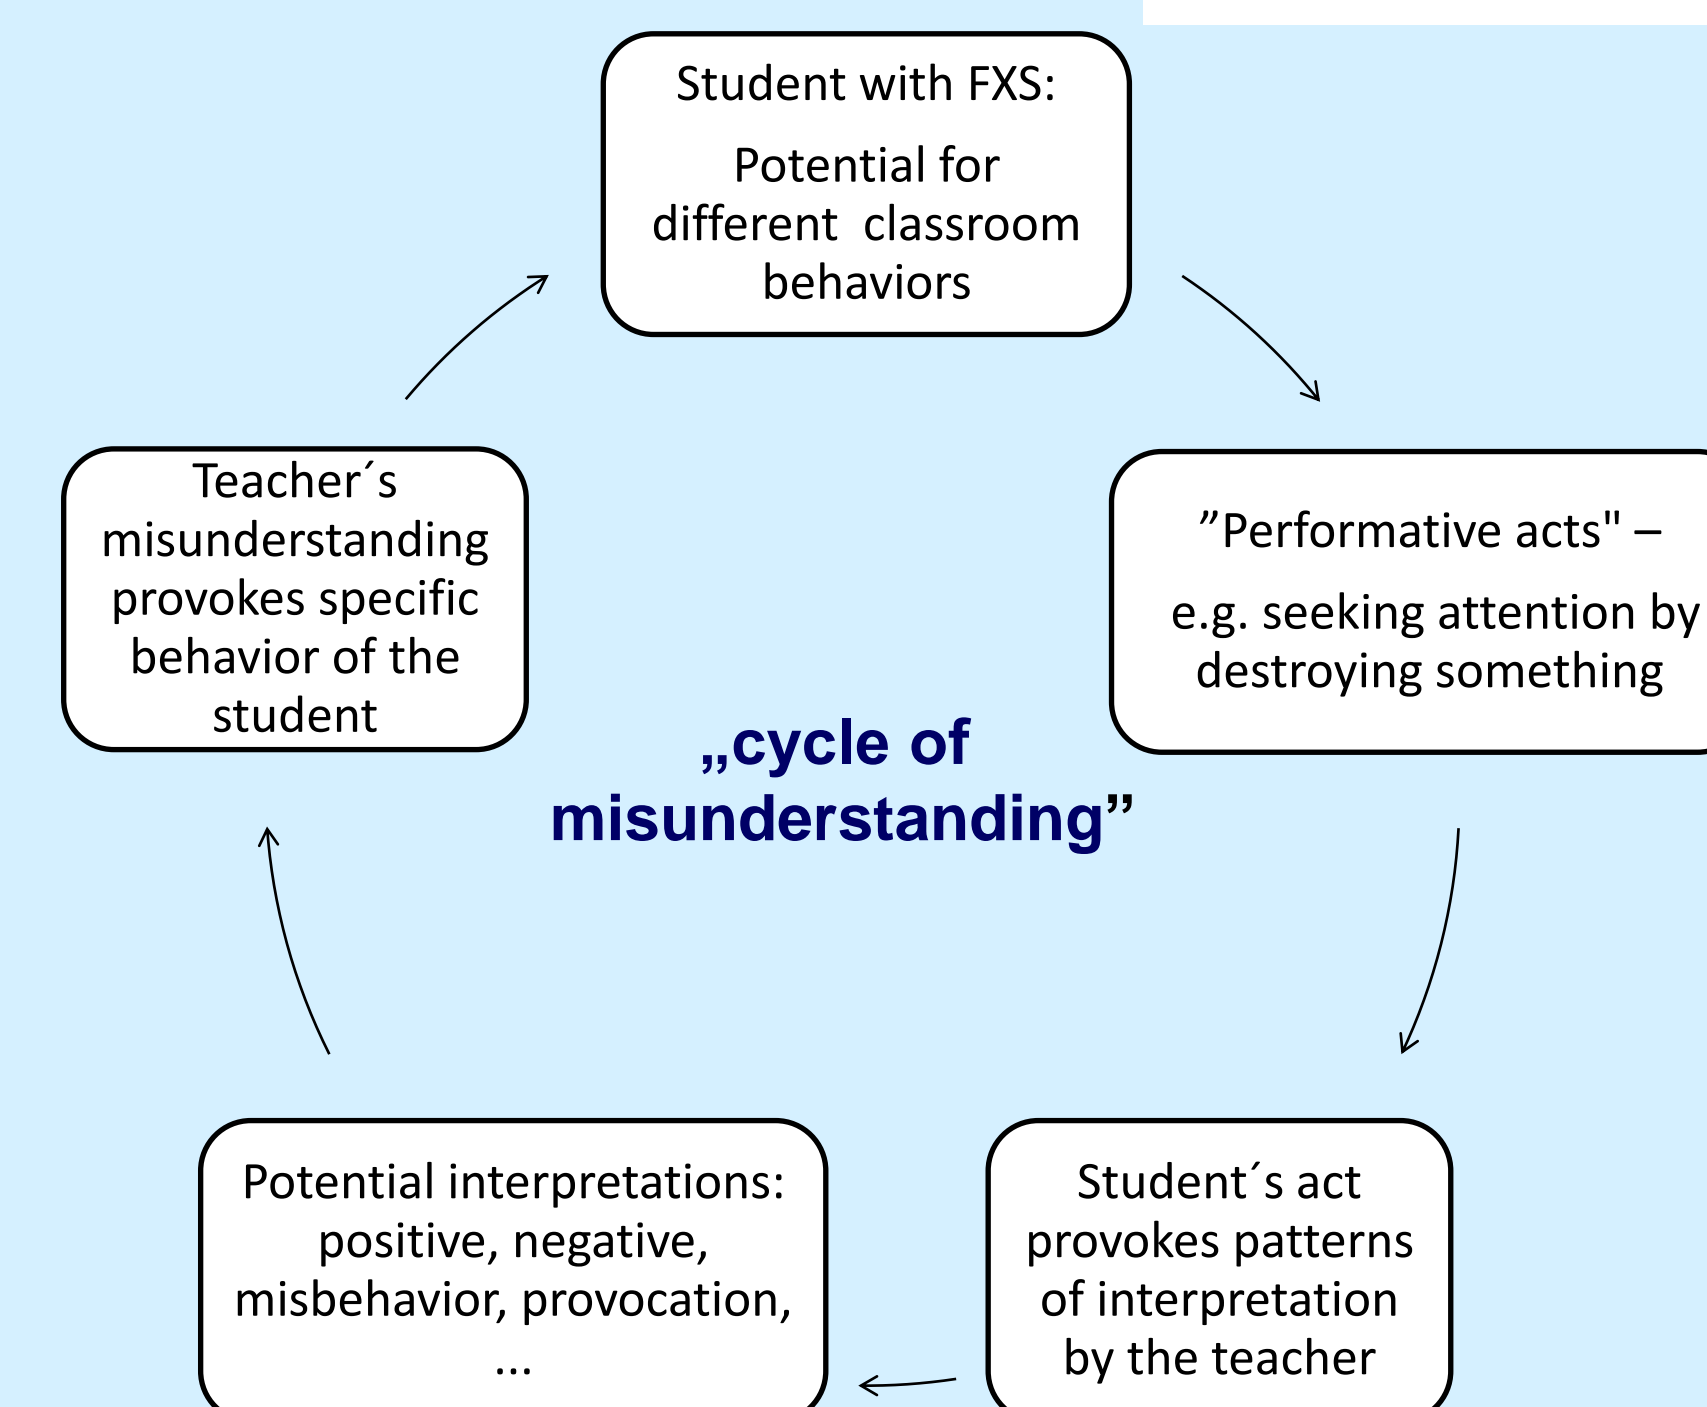 Student with FXS:
Potential for
different  classroom
behaviors
”Performative acts" –
e.g. seeking attention by
destroying something
Student´s act
provokes patterns
of interpretation
by the teacher
Potential interpretations:
positive, negative,
misbehavior, provocation,
...
Teacher´s
misunderstanding
provokes specific
behavior of the
student
„cycle of
misunderstanding”